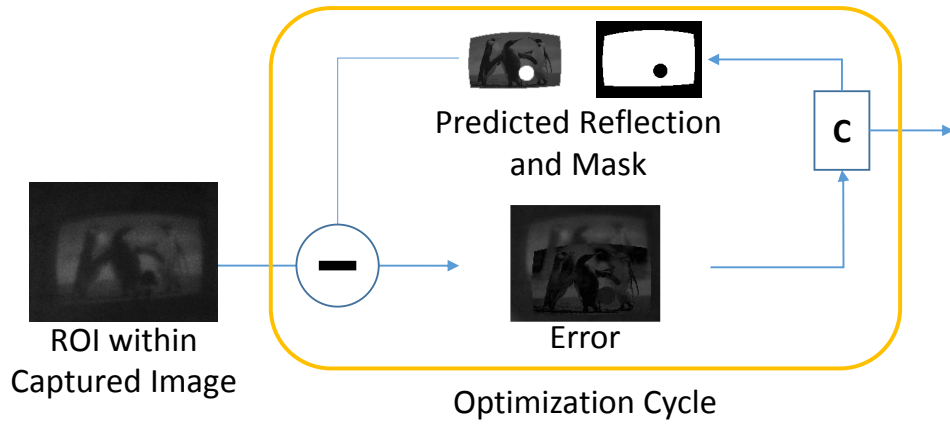 Predicted Reflection
and Mask
C
ROI within
Captured Image
Error
Optimization Cycle